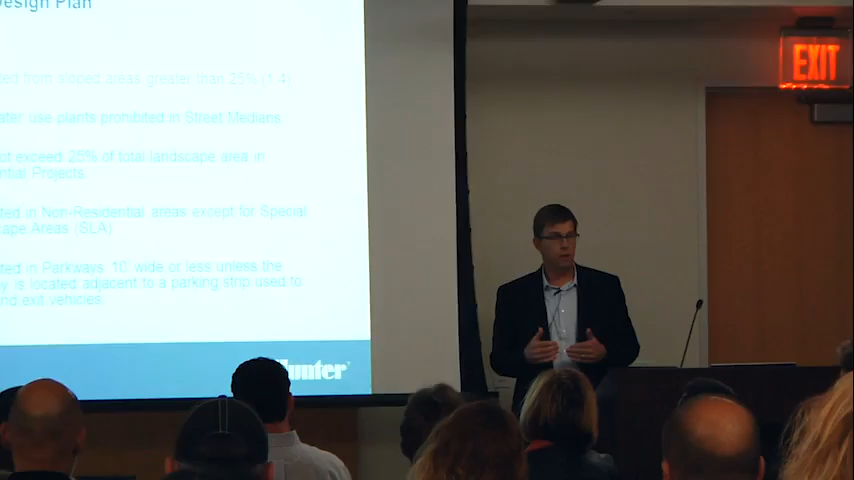 Design Plan
ted from sloped areas greater than 25% (1:4)
ater use plants prohibited in Street Medians
ot exceed 25% of total landscape area in
ntial Projects.
ted in Non-Residential areas except for Special
cape Areas (SLA)
ted in Parkways 10' wide or less unless the
y is located adjacent to a parking strip used to
nd exit vehicles
Hunter
EXIT